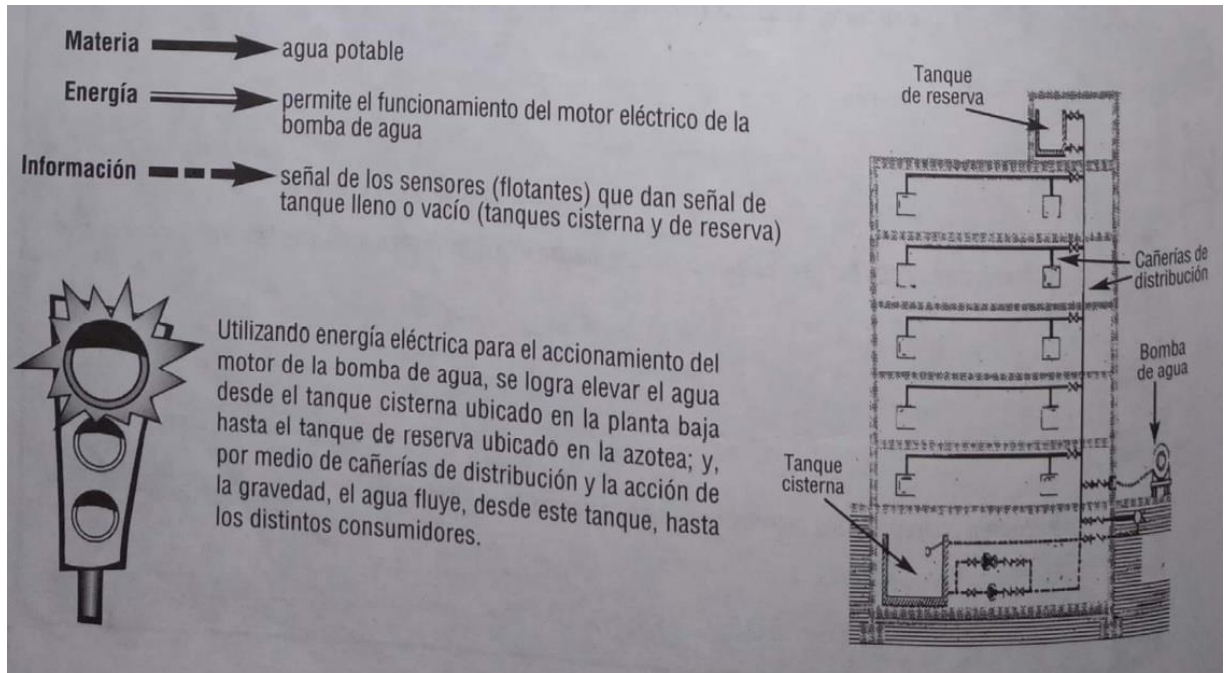 Materia agua potable
Energía permite el funcionamiento del motor eléctrico de la
bomba de agua
Información señal de los sensores (flotantes) que dan señal de
tanque lleno o vacío (tanques cisterna y de reserva)
Utilizando energía eléctrica para el accionamiento del
motor de la bomba de agua, se logra elevar el agua
desde el tanque cisterna ubicado en la planta baja
hasta el tanque de reserva ubicado en la azotea; y,
por medio de cañerías de distribución y la acción de
la gravedad, el agua fluye, desde este tanque, hasta
los distintos consumidores.
Tanque
de reserva
Cañerías de
distribución
Bomba
de agua
Tanque
cisterna